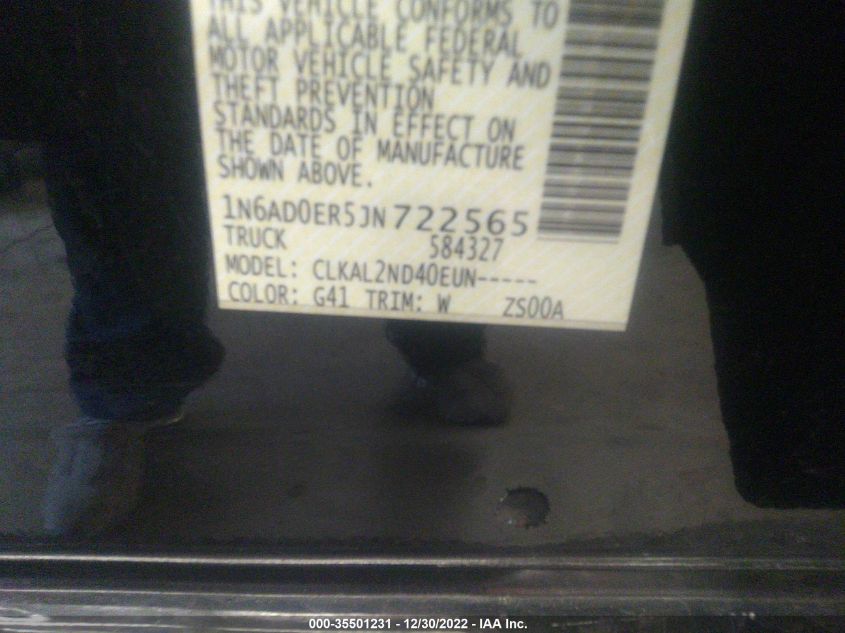 THIS VEHICLE CONFORMS TO
ALL APPLICABLE FEDERAL
MOTOR VEHICLE SAFETY AND
THEFT PREVENTION
STANDARDS IN EFFECT ON
THE DATE OF MANUFACTURE
SHOWN ABOVE.
1N6AD0ER5JN722565
TRUCK 584327
MODEL: CLKAL2ND40EUN-----
COLOR: G41 TRIM: W ZS00A
000-35501231 - 12/30/2022 - IAA Inc.